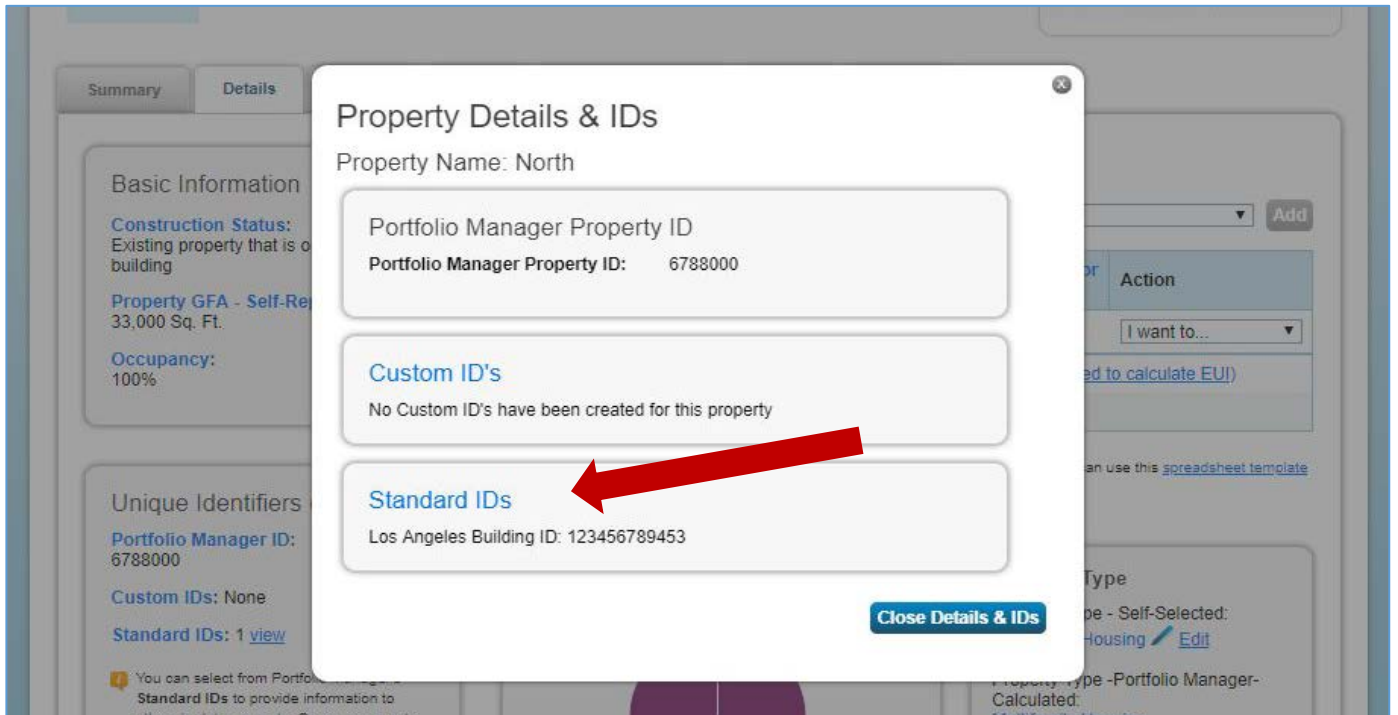 Summary
Details
Property Details & IDs
Property Name: North
Portfolio Manager Property ID
Portfolio Manager Property ID: 6788000
Custom ID's
No Custom ID's have been created for this property
Standard IDs
Los Angeles Building ID: 123456789453
Close Details & IDs
Basic Information
Construction Status:
Existing property that is o
building
Property GFA - Self-Rep
33,000 Sq. Ft.
Occupancy:
100%
Unique Identifiers
Portfolio Manager ID:
6788000
Custom IDs: None
Standard IDs: 1 view
You can select from Portfo
Standard IDs to provide information to
Add
or
Action
I want to...
ed to calculate EUI)
an use this spreadsheet template
Type
pe - Self-Selected:
Housing Edit
Property Type -Portfolio Manager-
Calculated: